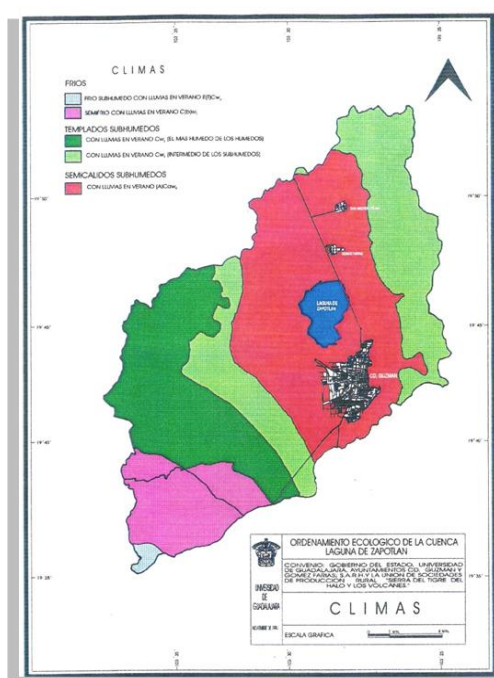 CLIMAS
FRIOS
FRIO SUBHUMEDO CON LLUVIAS EN VERANO
SEMIFRIO CON LLUVIAS EN VERANO
TEMPLADOS SUBHUMEDOS
CON LLUVIAS EN VERANO Cw₂ (EL MAS HUMEDO DE LOS HUMEDOS)
CON LLUVIAS EN VERANO Cw₁ (INTERMEDIO DE LOS SUBHUMEDOS)
SEMICALIDOS SUBHUMEDOS
CON LLUVIAS EN VERANO
LAGUNA DE
ZAPOTLAN
CD. GUZMAN
ORDENAMIENTO ECOLOGICO DE LA CUENCA
LAGUNA DE ZAPOTLAN
CONVENIO: GOBIERNO DEL ESTADO, UNIVERSIDAD
DE GUADALAJARA, AYUNTAMIENTOS CD. GUZMAN Y
GOMEZ FARIAS; S.A.R.H. Y LA UNION DE SOCIEDADES
DE PRODUCCION RURAL "SIERRA DEL TIGRE DEL
HALO Y LOS VOLCANES."
UNIVERSIDAD
DE
GUADALAJARA
CLIMAS
ESCALA GRAFICA